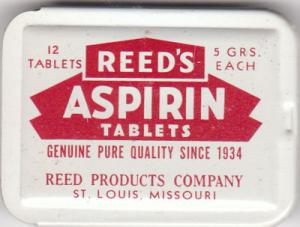 12 TABLETS
REED'S
5 GRS. EACH
ASPIRIN
TABLETS
GENUINE PURE QUALITY SINCE 1934
REED PRODUCTS COMPANY
ST. LOUIS, MISSOURI